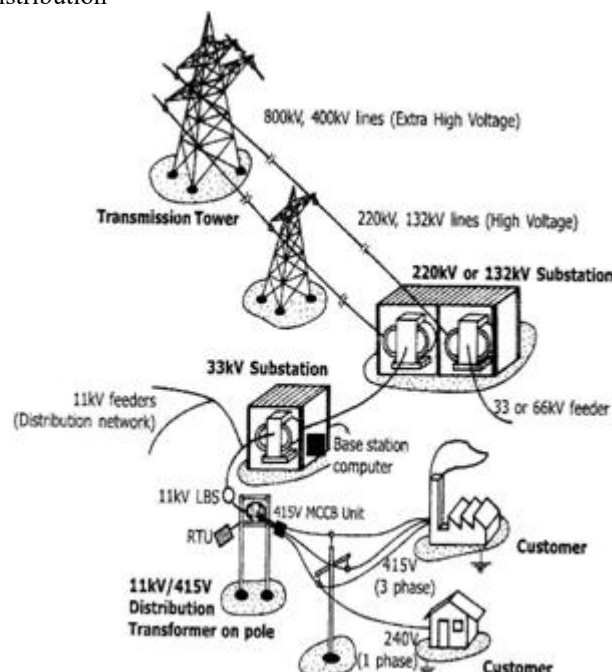 istribution
800kV, 400kV lines (Extra High Voltage)
Transmission Tower
220kV, 132kV lines (High Voltage)
220kV or 132kV Substation
33kV Substation
11kV feeders
(Distribution network)
33 or 66kV feeder
Base station
computer
11kV LBS
415V MCCB Unit
RTU
Customer
415V
(3 phase)
11kV/415V
Distribution
Transformer on pole
240V
(1 phase)
Customer